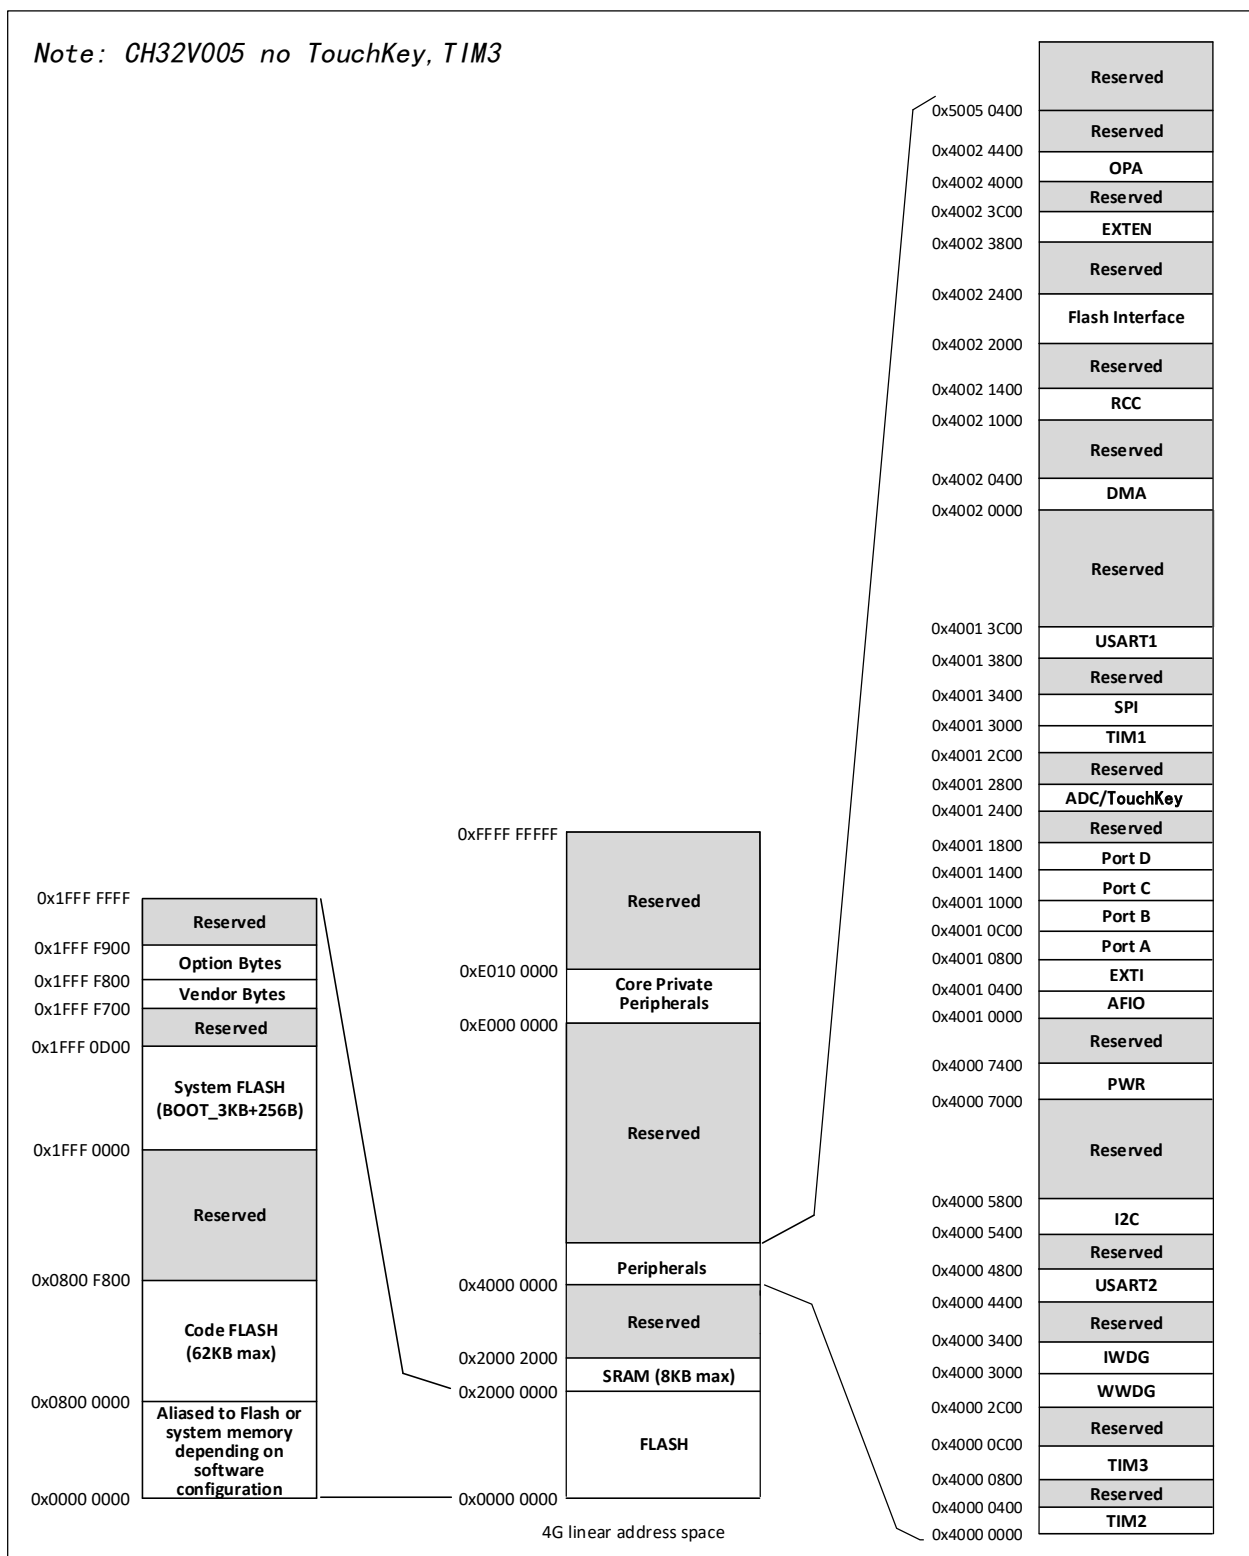 Note: CH32V005 no TouchKey, TIM3
0x1FFF FFFF
Reserved
0x1FFF F900
Option Bytes
0x1FFF F800
Vendor Bytes
0x1FFF F700
Reserved
0x1FFF 0D00
System FLASH
(BOOT_3KB+256B)
0x1FFF 0000
Reserved
0x0800 F800
Code FLASH
(62KB max)
0x0800 0000
Aliased to Flash or
system memory
depending on
software
configuration
0x0000 0000
0xFFFF FFFFF
Reserved
0xE010 0000
Core Private
Peripherals
0xE000 0000
Reserved
Peripherals
0x4000 0000
Reserved
0x2000 2000
SRAM (8KB max)
0x2000 0000
FLASH
0x0000 0000
4G linear address space
Reserved
0x5005 0400
Reserved
0x4002 4400
OPA
0x4002 4000
Reserved
0x4002 3C00
EXTEN
0x4002 3800
Reserved
0x4002 2400
Flash Interface
0x4002 2000
Reserved
0x4002 1400
RCC
0x4002 1000
Reserved
0x4002 0400
DMA
0x4002 0000
Reserved
0x4001 3C00
USART1
0x4001 3800
Reserved
0x4001 3400
SPI
0x4001 3000
TIM1
0x4001 2C00
Reserved
0x4001 2800
ADC/TouchKey
0x4001 2400
Reserved
0x4001 1800
Port D
0x4001 1400
Port C
0x4001 1000
Port B
0x4001 0C00
Port A
0x4001 0800
EXTI
0x4001 0400
AFIO
0x4001 0000
Reserved
0x4000 7400
PWR
0x4000 7000
Reserved
0x4000 5800
I2C
0x4000 5400
Reserved
0x4000 4800
USART2
0x4000 4400
Reserved
0x4000 3400
IWDG
0x4000 3000
WWDG
0x4000 2C00
Reserved
0x4000 0C00
TIM3
0x4000 0800
Reserved
0x4000 0400
TIM2
0x4000 0000